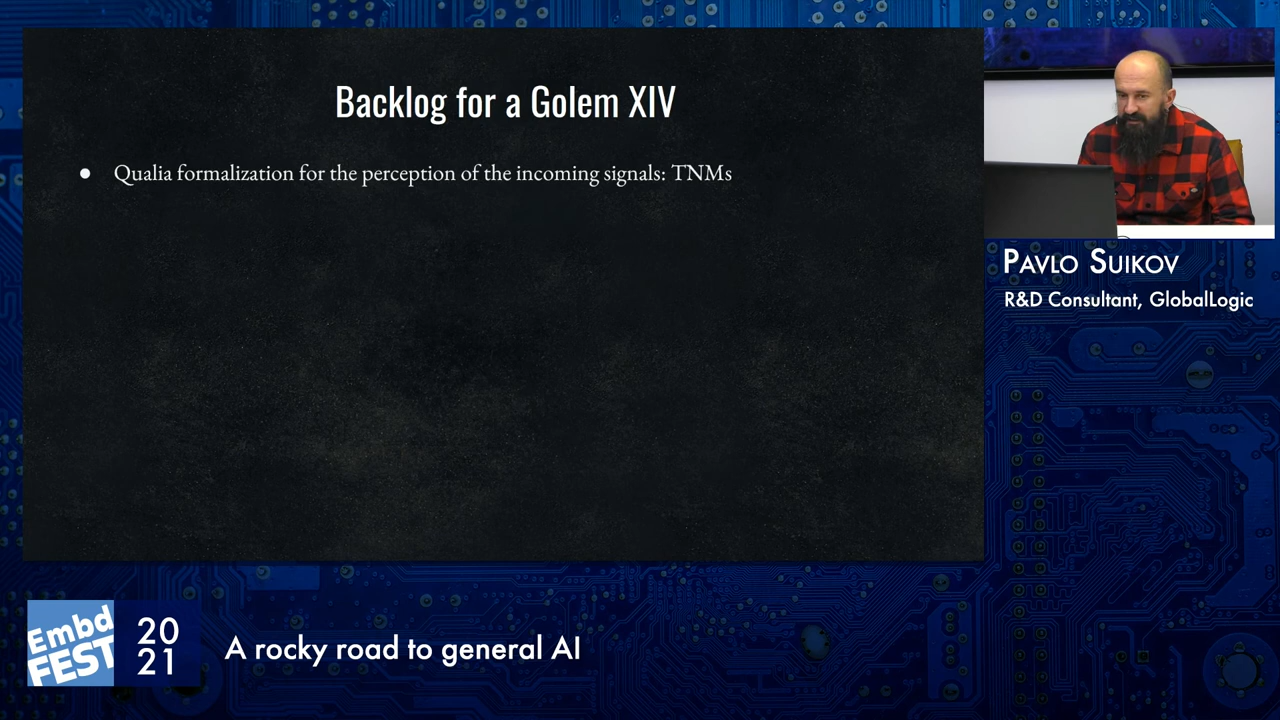 Backlog for a Golem XIV
● Qualia formalization for the perception of the incoming signals: TNMs
PAVLO SUIKOV
R&D Consultant, GlobalLogic
Embd
FEST
20
21
A rocky road to general AI